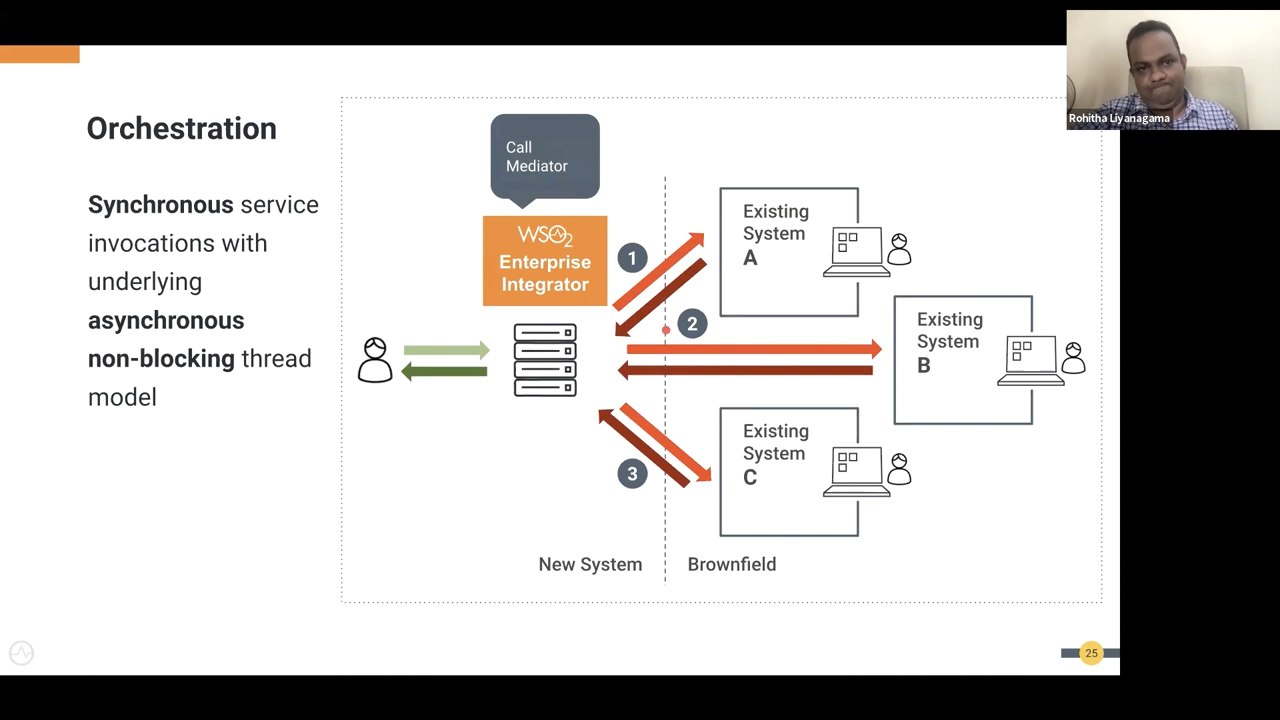 Orchestration
Synchronous service
invocations with
underlying
asynchronous
non-blocking thread
model
Call
Mediator
WSO2
Enterprise
Integrator
1
2
3
Existing
System
A
Existing
System
B
Existing
System
C
New System
Brownfield
25
Rohitha Liyanagama